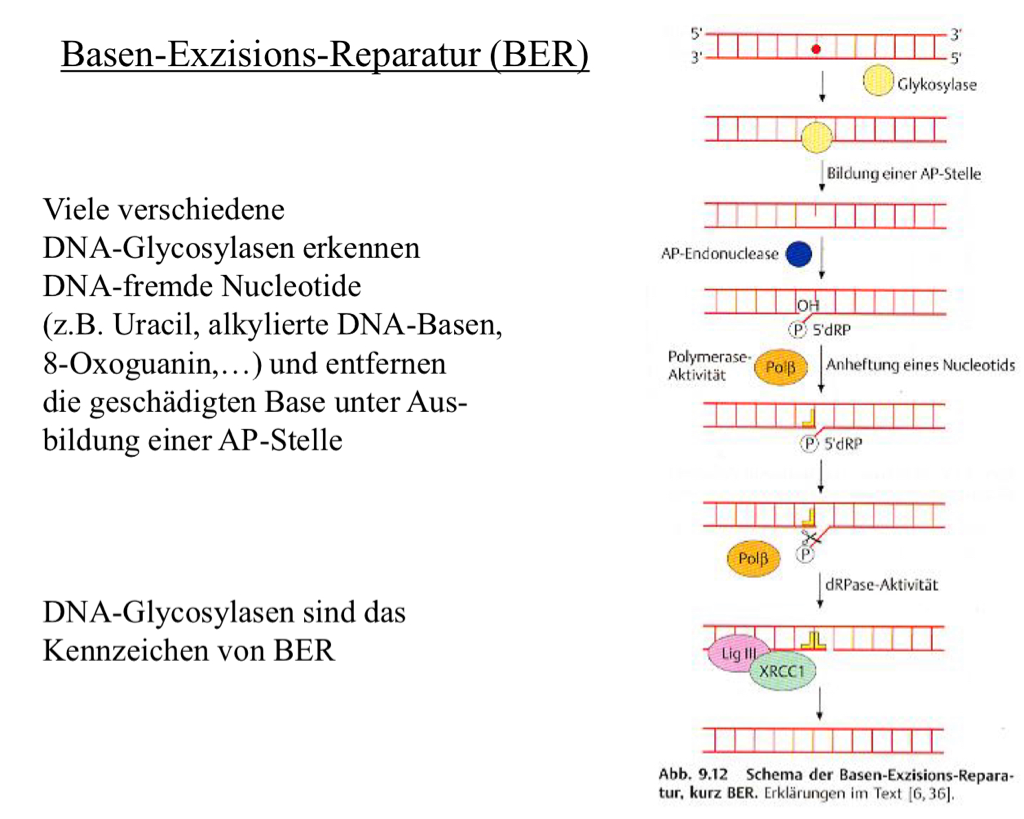 Basen-Exzisions-Reparatur (BER)
Viele verschiedene
DNA-Glycosylasen erkennen
DNA-fremde Nucleotide
(z.B. Uracil, alkylierte DNA-Basen,
8-Oxoguanin,…) und entfernen
die geschädigten Base unter Aus-
bildung einer AP-Stelle
DNA-Glycosylasen sind das
Kennzeichen von BER
5' 3'
3' 5'
Glykosylase
Bildung einer AP-Stelle
AP-Endonuclease
OH
P 5'dRP
Polymerase-
Aktivität
Polβ
Anheftung eines Nucleotids
P 5'dRP
P
Polβ
dRPase-Aktivität
Lig III
XRCC1
Abb. 9.12 Schema der Basen-Exzisions-Repara-
tur, kurz BER. Erklärungen im Text [6, 36].